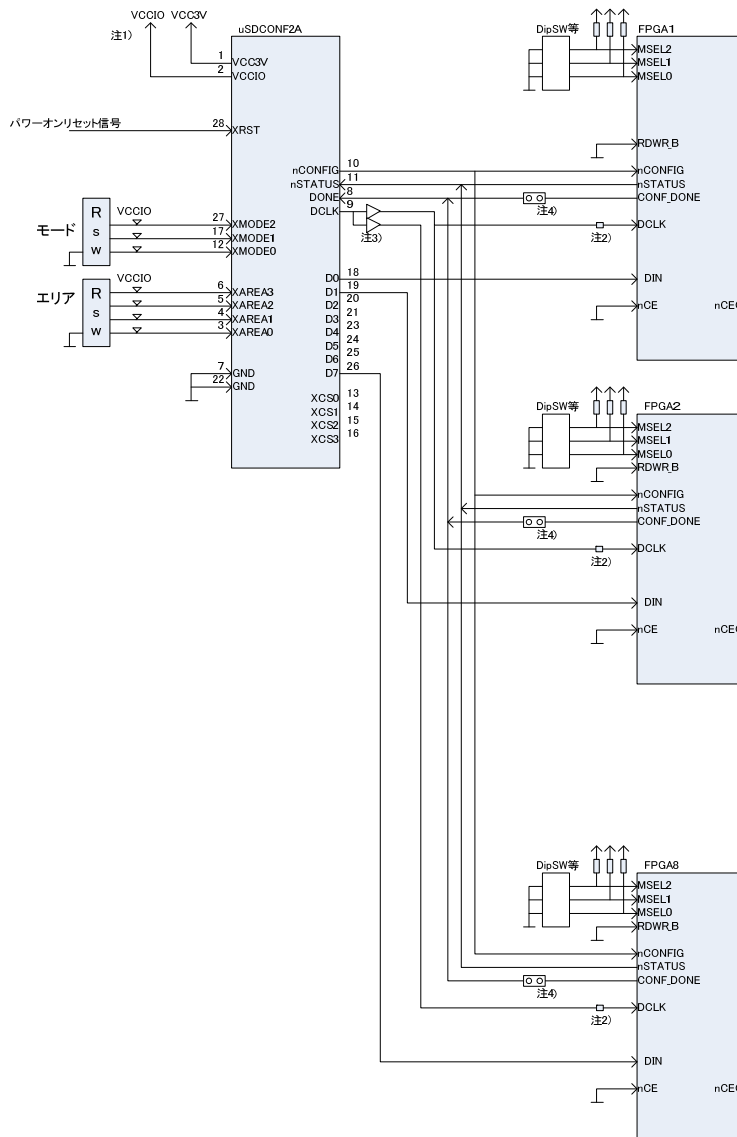 VCCIO VCC3V
注1)
uSDCONF2A
1 VCC3V
2 VCCIO
パワーオンリセット信号
28 XRST
nCONFIG 10
nSTATUS 11
DONE 8
DCLK 9
注3)
モード
R s w
VCCIO
27 XMODE2
17 XMODE1
12 XMODE0
エリア
R s w
VCCIO
6 XAREA3
5 XAREA2
4 XAREA1
3 XAREA0
7 GND
22 GND
D0 18
D1 19
D2 20
D3 21
D4 23
D5 24
D6 25
D7 26
XCS0 13
XCS1 14
XCS2 15
XCS3 16
DipSW等
FPGA1
MSEL2
MSEL1
MSEL0
RDWR_B
nCONFIG
nSTATUS
CONF_DONE
注4)
DCLK
注2)
DIN
nCE
DipSW等
FPGA2
MSEL2
MSEL1
MSEL0
RDWR_B
nCONFIG
nSTATUS
CONF_DONE
注4)
DCLK
注2)
DIN
nCE
DipSW等
FPGA8
MSEL2
MSEL1
MSEL0
RDWR_B
nCONFIG
nSTATUS
CONF_DONE
注4)
DCLK
注2)
DIN
nCE